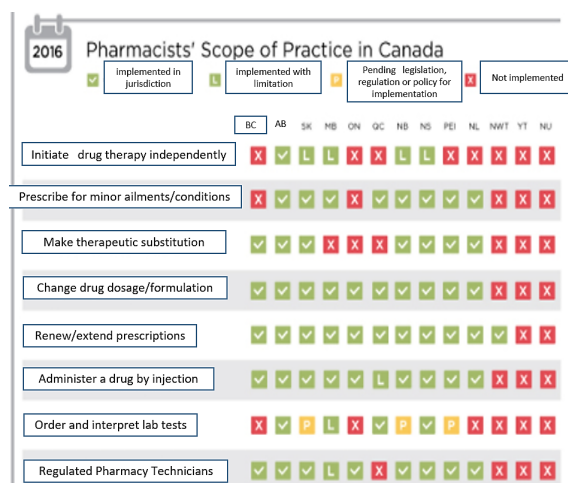 2016
Pharmacists' Scope of Practice in Canada
implemented in jurisdiction
implemented with limitation
Pending legislation, regulation or policy for implementation
Not implemented
L
P
X
BC AB SK MB ON QC NB NS PEI NL NWT YT NU
Initiate drug therapy independently X ✓ L L X X L L X X X X X
Prescribe for minor ailments/conditions X ✓ ✓ ✓ X ✓ ✓ ✓ ✓ ✓ X X X
Make therapeutic substitution ✓ ✓ ✓ X X X ✓ ✓ ✓ ✓ X X X
Change drug dosage/formulation ✓ ✓ ✓ ✓ ✓ ✓ ✓ ✓ ✓ ✓ X X X
Renew/extend prescriptions ✓ ✓ ✓ ✓ ✓ ✓ ✓ ✓ ✓ ✓ ✓ X X
Administer a drug by injection ✓ ✓ ✓ ✓ ✓ L ✓ ✓ ✓ ✓ X X X
Order and interpret lab tests X ✓ P L X ✓ P ✓ P X X X X
Regulated Pharmacy Technicians ✓ ✓ ✓ L ✓ X ✓ ✓ ✓ ✓ X X X